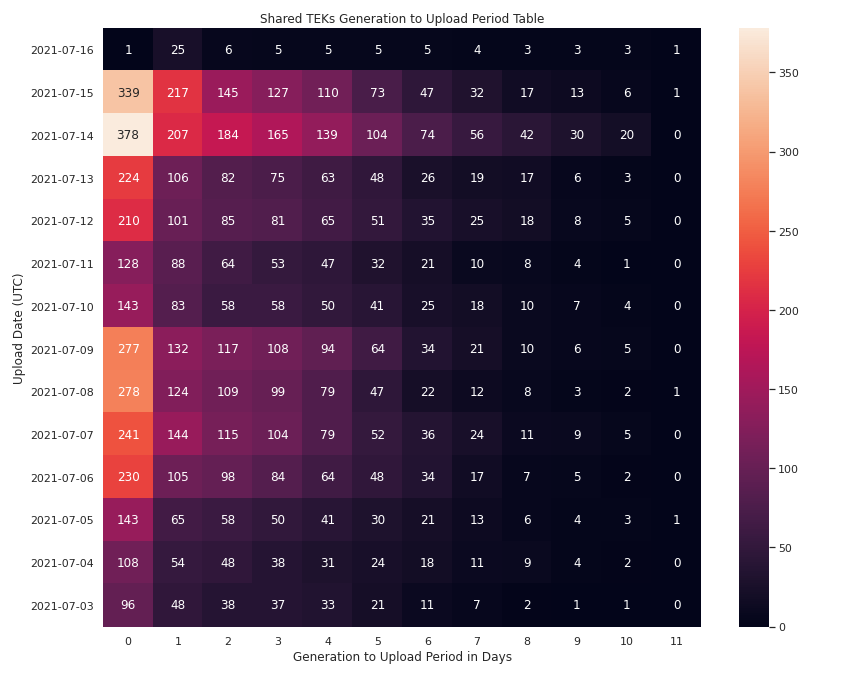 Shared TEKs Generation to Upload Period Table
Upload Date (UTC)
2021-07-16 1 25 6 5 5 5 5 4 3 3 3 1
2021-07-15 339 217 145 127 110 73 47 32 17 13 6 1
2021-07-14 378 207 184 165 139 104 74 56 42 30 20 0
2021-07-13 224 106 82 75 63 48 26 19 17 6 3 0
2021-07-12 210 101 85 81 65 51 35 25 18 8 5 0
2021-07-11 128 88 64 53 47 32 21 10 8 4 1 0
2021-07-10 143 83 58 58 50 41 25 18 10 7 4 0
2021-07-09 277 132 117 108 94 64 34 21 10 6 5 0
2021-07-08 278 124 109 99 79 47 22 12 8 3 2 1
2021-07-07 241 144 115 104 79 52 36 24 11 9 5 0
2021-07-06 230 105 98 84 64 48 34 17 7 5 2 0
2021-07-05 143 65 58 50 41 30 21 13 6 4 3 1
2021-07-04 108 54 48 38 31 24 18 11 9 4 2 0
2021-07-03 96 48 38 37 33 21 11 7 2 1 1 0
0 1 2 3 4 5 6 7 8 9 10 11
Generation to Upload Period in Days
350
300
250
200
150
100
50
0